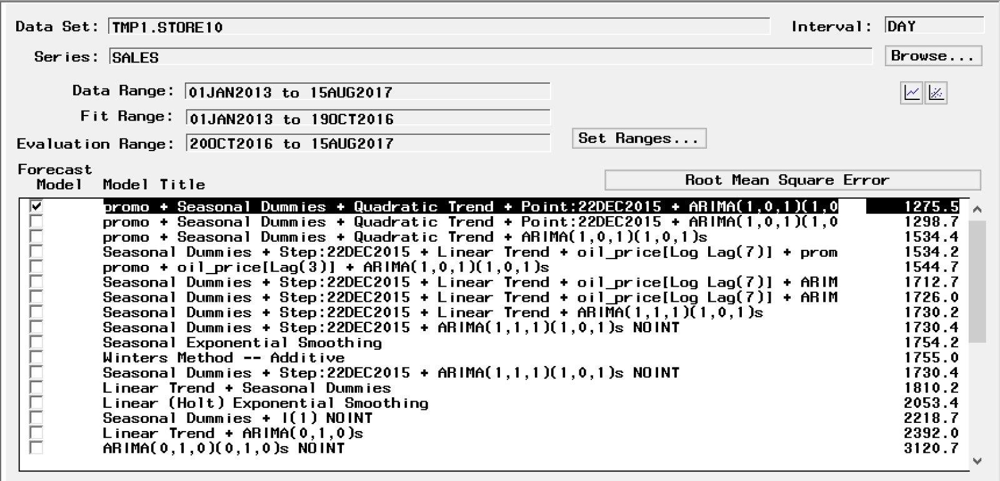 Data Set: TMP1.STORE10 Interval: DAY
Series: SALES Browse...
Data Range: 01JAN2013 to 15AUG2017
Fit Range: 01JAN2013 to 19OCT2016
Evaluation Range: 20OCT2016 to 15AUG2017 Set Ranges...
Forecast
Model Model Title Root Mean Square Error
promo + Seasonal Dummies + Quadratic Trend + Point:22DEC2015 + ARIMA(1,0,1)(1,0 1275.5
promo + Seasonal Dummies + Quadratic Trend + Point:22DEC2015 + ARIMA(1,0,1)(1,0 1298.7
promo + Seasonal Dummies + Quadratic Trend + ARIMA(1,0,1)(1,0,1)s 1534.4
Seasonal Dummies + Step:22DEC2015 + Linear Trend + oil_price[Log Lag(7)] + prom 1534.2
promo + oil_price[Lag(3)] + ARIMA(1,0,1)(1,0,1)s 1544.7
Seasonal Dummies + Step:22DEC2015 + Linear Trend + oil_price[Log Lag(7)] + ARIM 1712.7
Seasonal Dummies + Step:22DEC2015 + Linear Trend + oil_price[Log Lag(7)] + ARIM 1726.0
Seasonal Dummies + Step:22DEC2015 + Linear Trend + ARIMA(1,1,1)(1,0,1)s 1730.2
Seasonal Dummies + Step:22DEC2015 + ARIMA(1,1,1)(1,0,1)s NOINT 1730.4
Seasonal Exponential Smoothing 1754.2
Winters Method -- Additive 1755.0
Seasonal Dummies + Step:22DEC2015 + ARIMA(1,1,1)(1,0,1)s NOINT 1730.4
Linear Trend + Seasonal Dummies 1810.2
Linear (Holt) Exponential Smoothing 2053.4
Seasonal Dummies + I(1) NOINT 2218.7
Linear Trend + ARIMA(0,1,0)s 2392.0
ARIMA(0,1,0)(0,1,0)s NOINT 3120.7